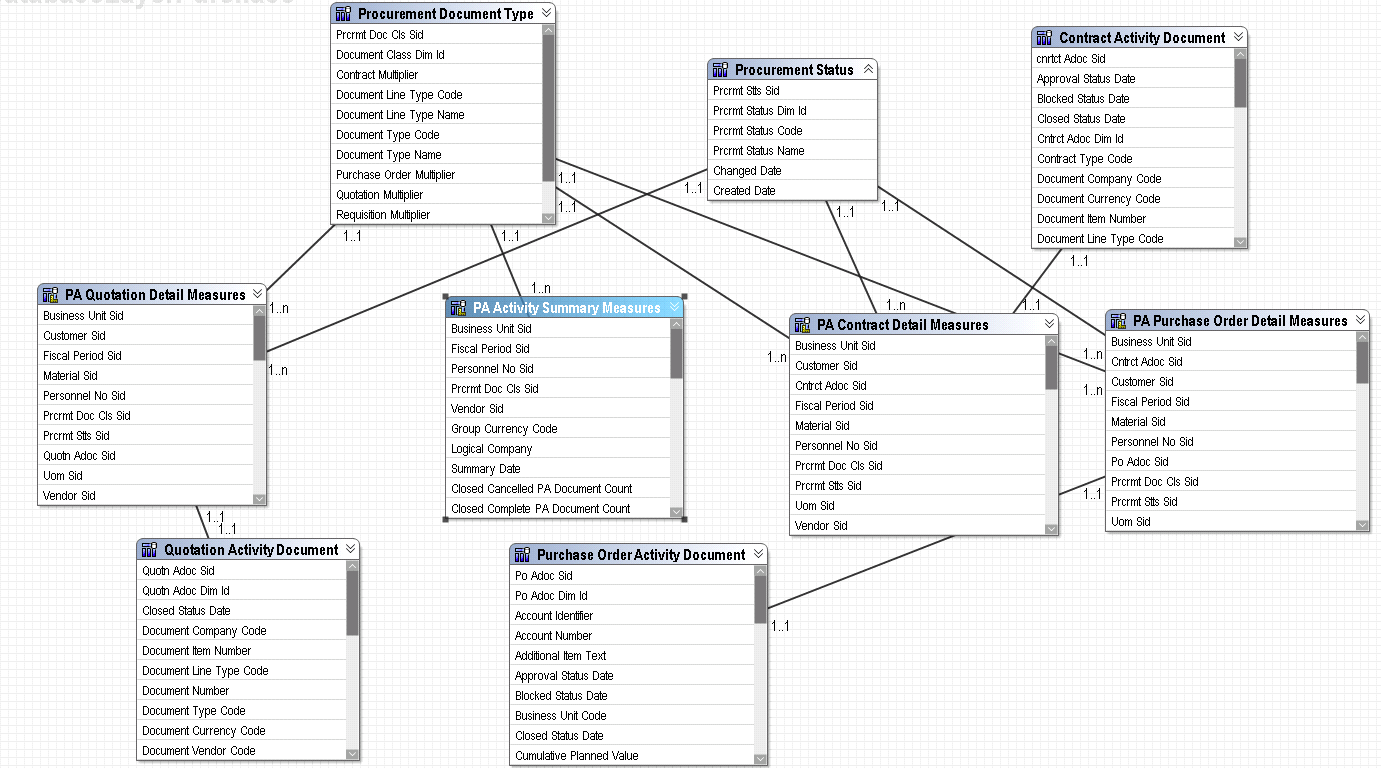 Procurement Document Type
Prcrmt Doc Cls Sid
Document Class Dim Id
Contract Multiplier
Document Line Type Code
Document Line Type Name
Document Type Code
Document Type Name
Purchase Order Multiplier
Quotation Multiplier
Requisition Multiplier
Procurement Status
Prcrmt Stts Sid
Prcrmt Status Dim Id
Prcrmt Status Code
Prcrmt Status Name
Changed Date
Created Date
Contract Activity Document
cnrtct Adoc Sid
Approval Status Date
Blocked Status Date
Closed Status Date
Cntrct Adoc Dim Id
Contract Type Code
Document Company Code
Document Currency Code
Document Item Number
Document Line Type Code
1..1
1..1
1..1
1..1
1..1
1..1
1..1
1..1
PA Quotation Detail Measures
Business Unit Sid
Customer Sid
Fiscal Period Sid
Material Sid
Personnel No Sid
Prcrmt Doc Cls Sid
Prcrmt Stts Sid
Quotn Adoc Sid
Uom Sid
Vendor Sid
1..n
1..n
1..n
PA Activity Summary Measures
Business Unit Sid
Fiscal Period Sid
Personnel No Sid
Prcrmt Doc Cls Sid
Vendor Sid
Group Currency Code
Logical Company
Summary Date
Closed Cancelled PA Document Count
Closed Complete PA Document Count
1..n
1..n
1..1
PA Contract Detail Measures
Business Unit Sid
Customer Sid
Cntrct Adoc Sid
Fiscal Period Sid
Material Sid
Personnel No Sid
Prcrmt Doc Cls Sid
Prcrmt Stts Sid
Uom Sid
Vendor Sid
1..n
1..n
1..1
PA Purchase Order Detail Measures
Business Unit Sid
Cntrct Adoc Sid
Customer Sid
Fiscal Period Sid
Material Sid
Personnel No Sid
Po Adoc Sid
Prcrmt Doc Cls Sid
Prcrmt Stts Sid
Uom Sid
1..1
1..1
Quotation Activity Document
Quotn Adoc Sid
Quotn Adoc Dim Id
Closed Status Date
Document Company Code
Document Item Number
Document Line Type Code
Document Number
Document Type Code
Document Currency Code
Document Vendor Code
Purchase Order Activity Document
Po Adoc Sid
Po Adoc Dim Id
Account Identifier
Account Number
Additional Item Text
Approval Status Date
Blocked Status Date
Business Unit Code
Closed Status Date
Cumulative Planned Value
1..1